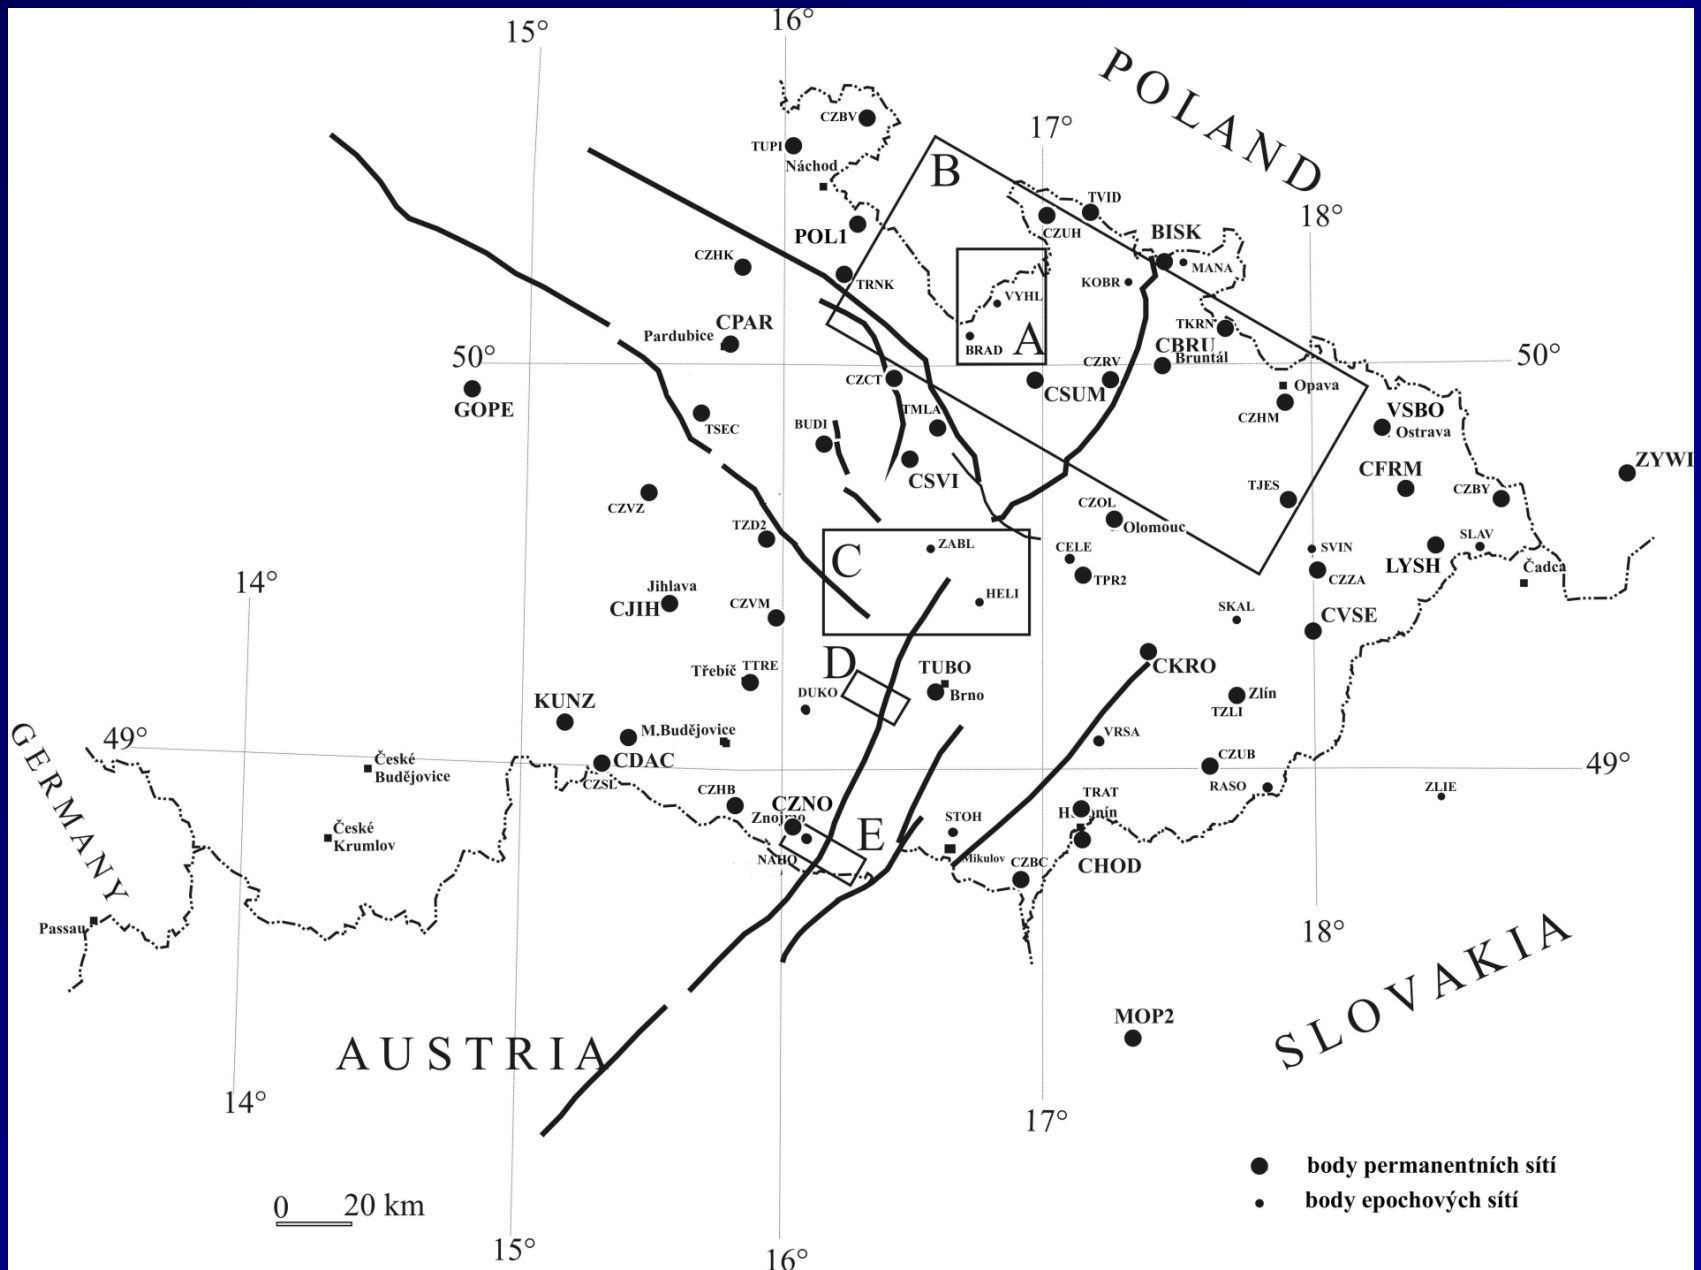 15°
16°
POLAND
CZBV
17°
TUPI
Náchod
B
TVID
18°
POL1
CZUH
BISK
CZHK
MANA
TRNK
KOBR
VYHL
CPAR
Pardubice
TKRN
A
BRAD
CBRU
50°
50°
Bruntál
CZRV
CZCT
CSUM
Opava
GOPE
TMLA
CZHM
VSBO
TSEC
BUDI
Ostrava
ZYWI
CSVI
CFRM
TJES
CZBY
CZVZ
CZOL
Olomouc
TZD2
ZABL
CELE
SVIN
SLAV
C
LYSH
Čadca
14°
TPR2
CZZA
Jihlava
HELI
CJIH
CZVM
SKAL
CVSE
D
TUBO
CKRO
Třebíč
TTRE
Brno
Zlín
DUKO
TZLI
KUNZ
GERMANY
49°
M.Budějovice
VRSA
České
Budějovice
CDAC
CZUB
49°
CZSL
CZHB
RASO
ZLIE
CZNO
TRAT
Znojmo
STOH
České
Krumlov
E
NAHO
Mikulov
CZBC
CHOD
Passau
18°
SLOVAKIA
MOP2
AUSTRIA
14°
17°
body permanentních sítí
0
20 km
body epochových sítí
15°
16°